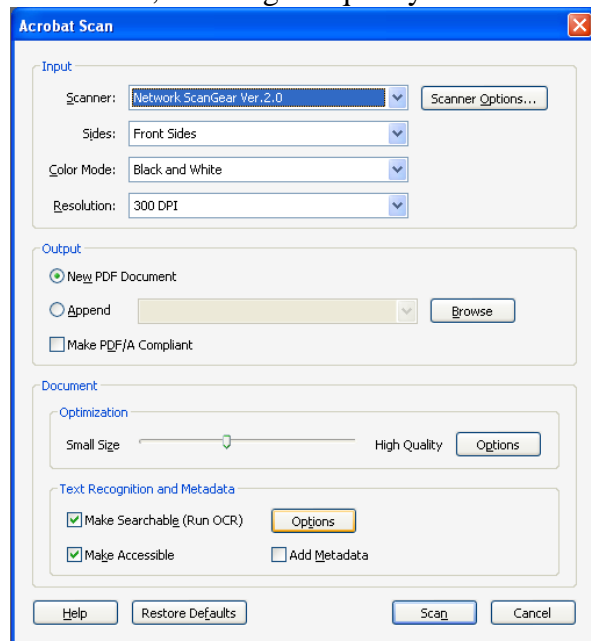 Acrobat Scan
Input
Scanner: Network ScanGear Ver.2.0 Scanner Options...
Sides: Front Sides
Color Mode: Black and White
Resolution: 300 DPI
Output
New PDF Document
Append Browse
Make PDF/A Compliant
Document
Optimization
Small Size High Quality Options
Text Recognition and Metadata
Make Searchable (Run OCR) Options
Make Accessible Add Metadata
Help Restore Defaults Scan Cancel